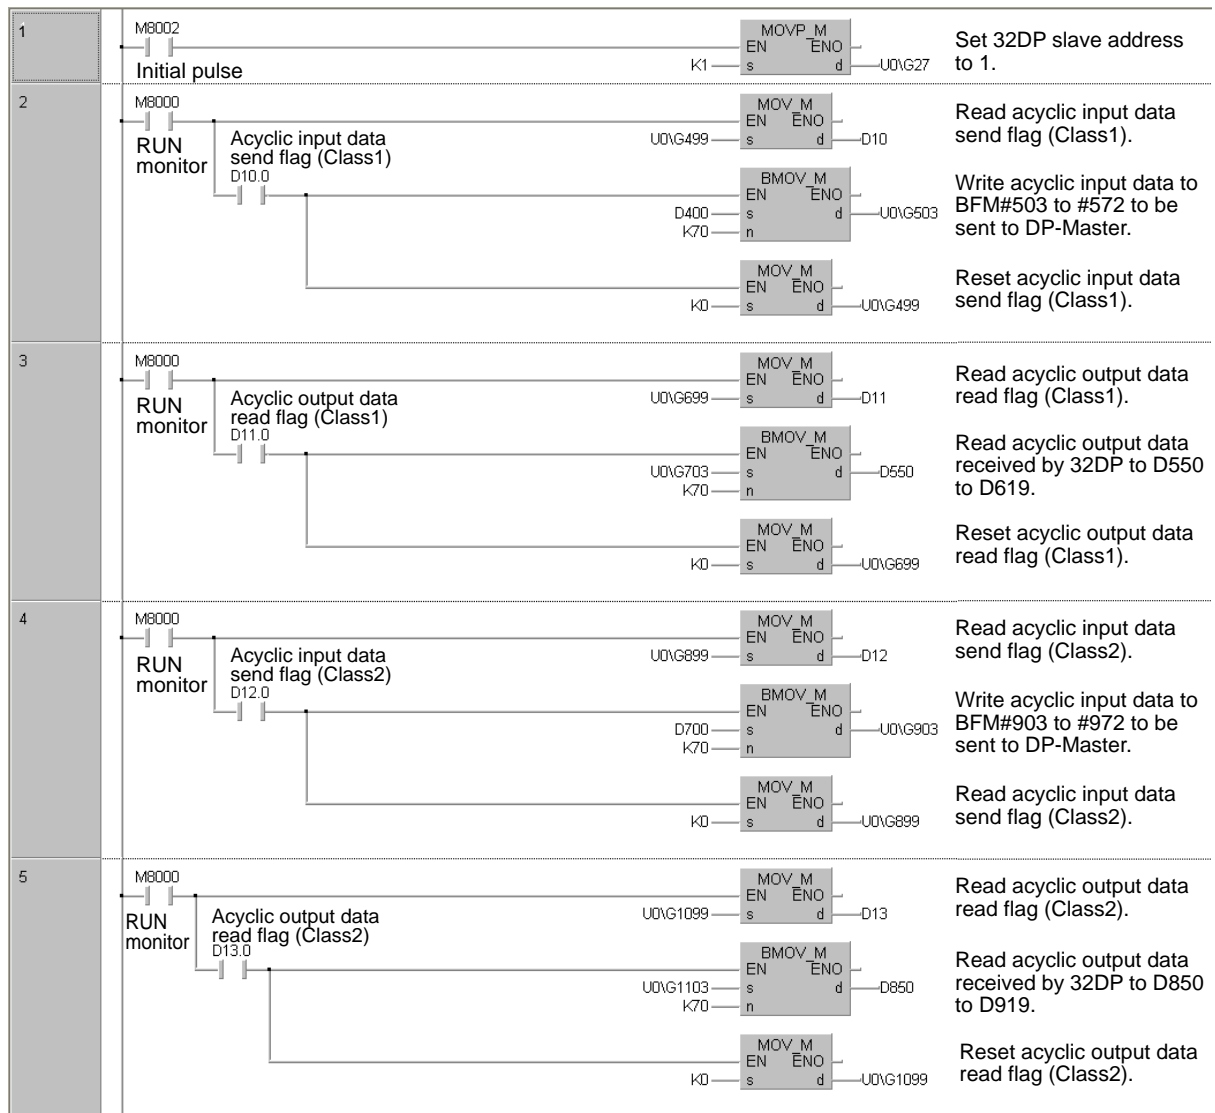 1
M8002
Initial pulse
MOVP_M
EN ENO
K1 s d U0\G27
Set 32DP slave address
to 1.
2
M8000
RUN
monitor
Acyclic input data
send flag (Class1)
D10.0
MOV_M
EN ENO
U0\G499 s d D10
Read acyclic input data
send flag (Class1).
BMOV_M
EN ENO
D400 s d U0\G503
K70 n
Write acyclic input data to
BFM#503 to #572 to be
sent to DP-Master.
MOV_M
EN ENO
K0 s d U0\G499
Reset acyclic input data
send flag (Class1).
3
M8000
RUN
monitor
Acyclic output data
read flag (Class1)
D11.0
MOV_M
EN ENO
U0\G699 s d D11
Read acyclic output data
read flag (Class1).
BMOV_M
EN ENO
U0\G703 s d D550
K70 n
Read acyclic output data
received by 32DP to D550
to D619.
MOV_M
EN ENO
K0 s d U0\G699
Reset acyclic output data
read flag (Class1).
4
M8000
RUN
monitor
Acyclic input data
send flag (Class2)
D12.0
MOV_M
EN ENO
U0\G899 s d D12
Read acyclic input data
send flag (Class2).
BMOV_M
EN ENO
D700 s d U0\G903
K70 n
Write acyclic input data to
BFM#903 to #972 to be
sent to DP-Master.
MOV_M
EN ENO
K0 s d U0\G899
Read acyclic input data
send flag (Class2).
5
M8000
RUN
monitor
Acyclic output data
read flag (Class2)
D13.0
MOV_M
EN ENO
U0\G1099 s d D13
Read acyclic output data
read flag (Class2).
BMOV_M
EN ENO
U0\G1103 s d D850
K70 n
Read acyclic output data
received by 32DP to D850
to D919.
MOV_M
EN ENO
K0 s d U0\G1099
Reset acyclic output data
read flag (Class2).